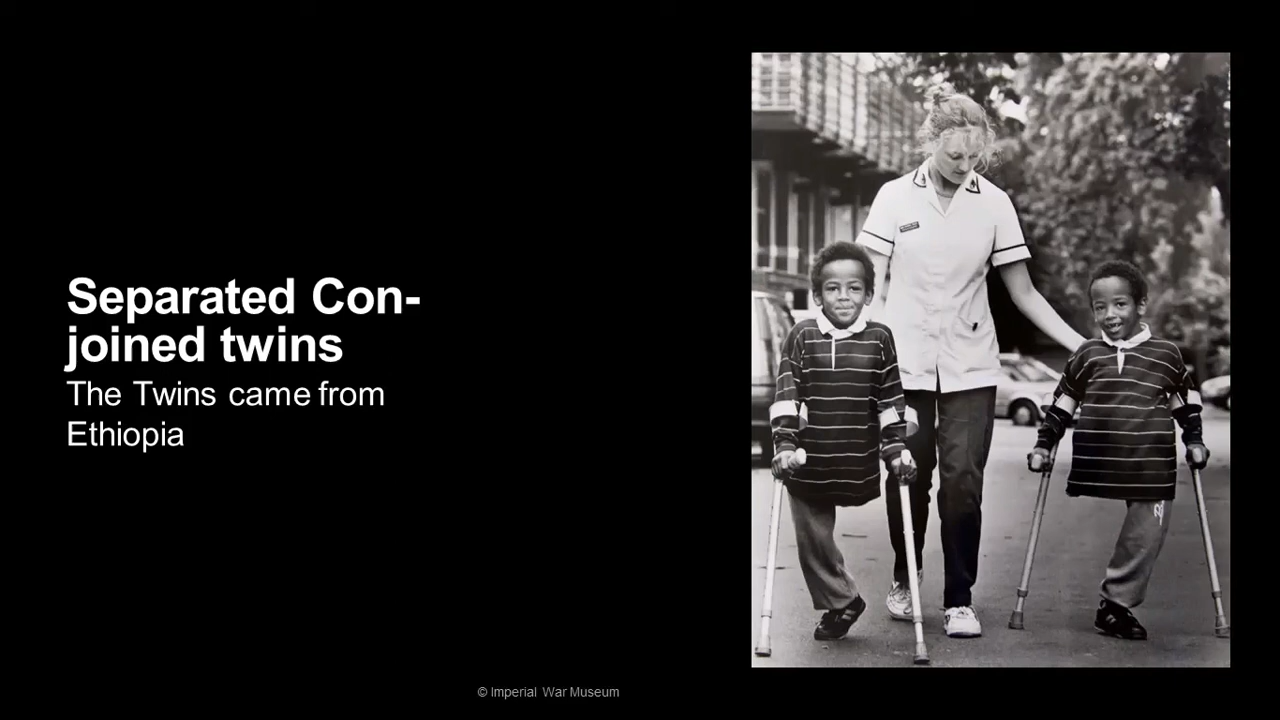 Separated Con-
joined twins
The Twins came from
Ethiopia
© Imperial War Museum